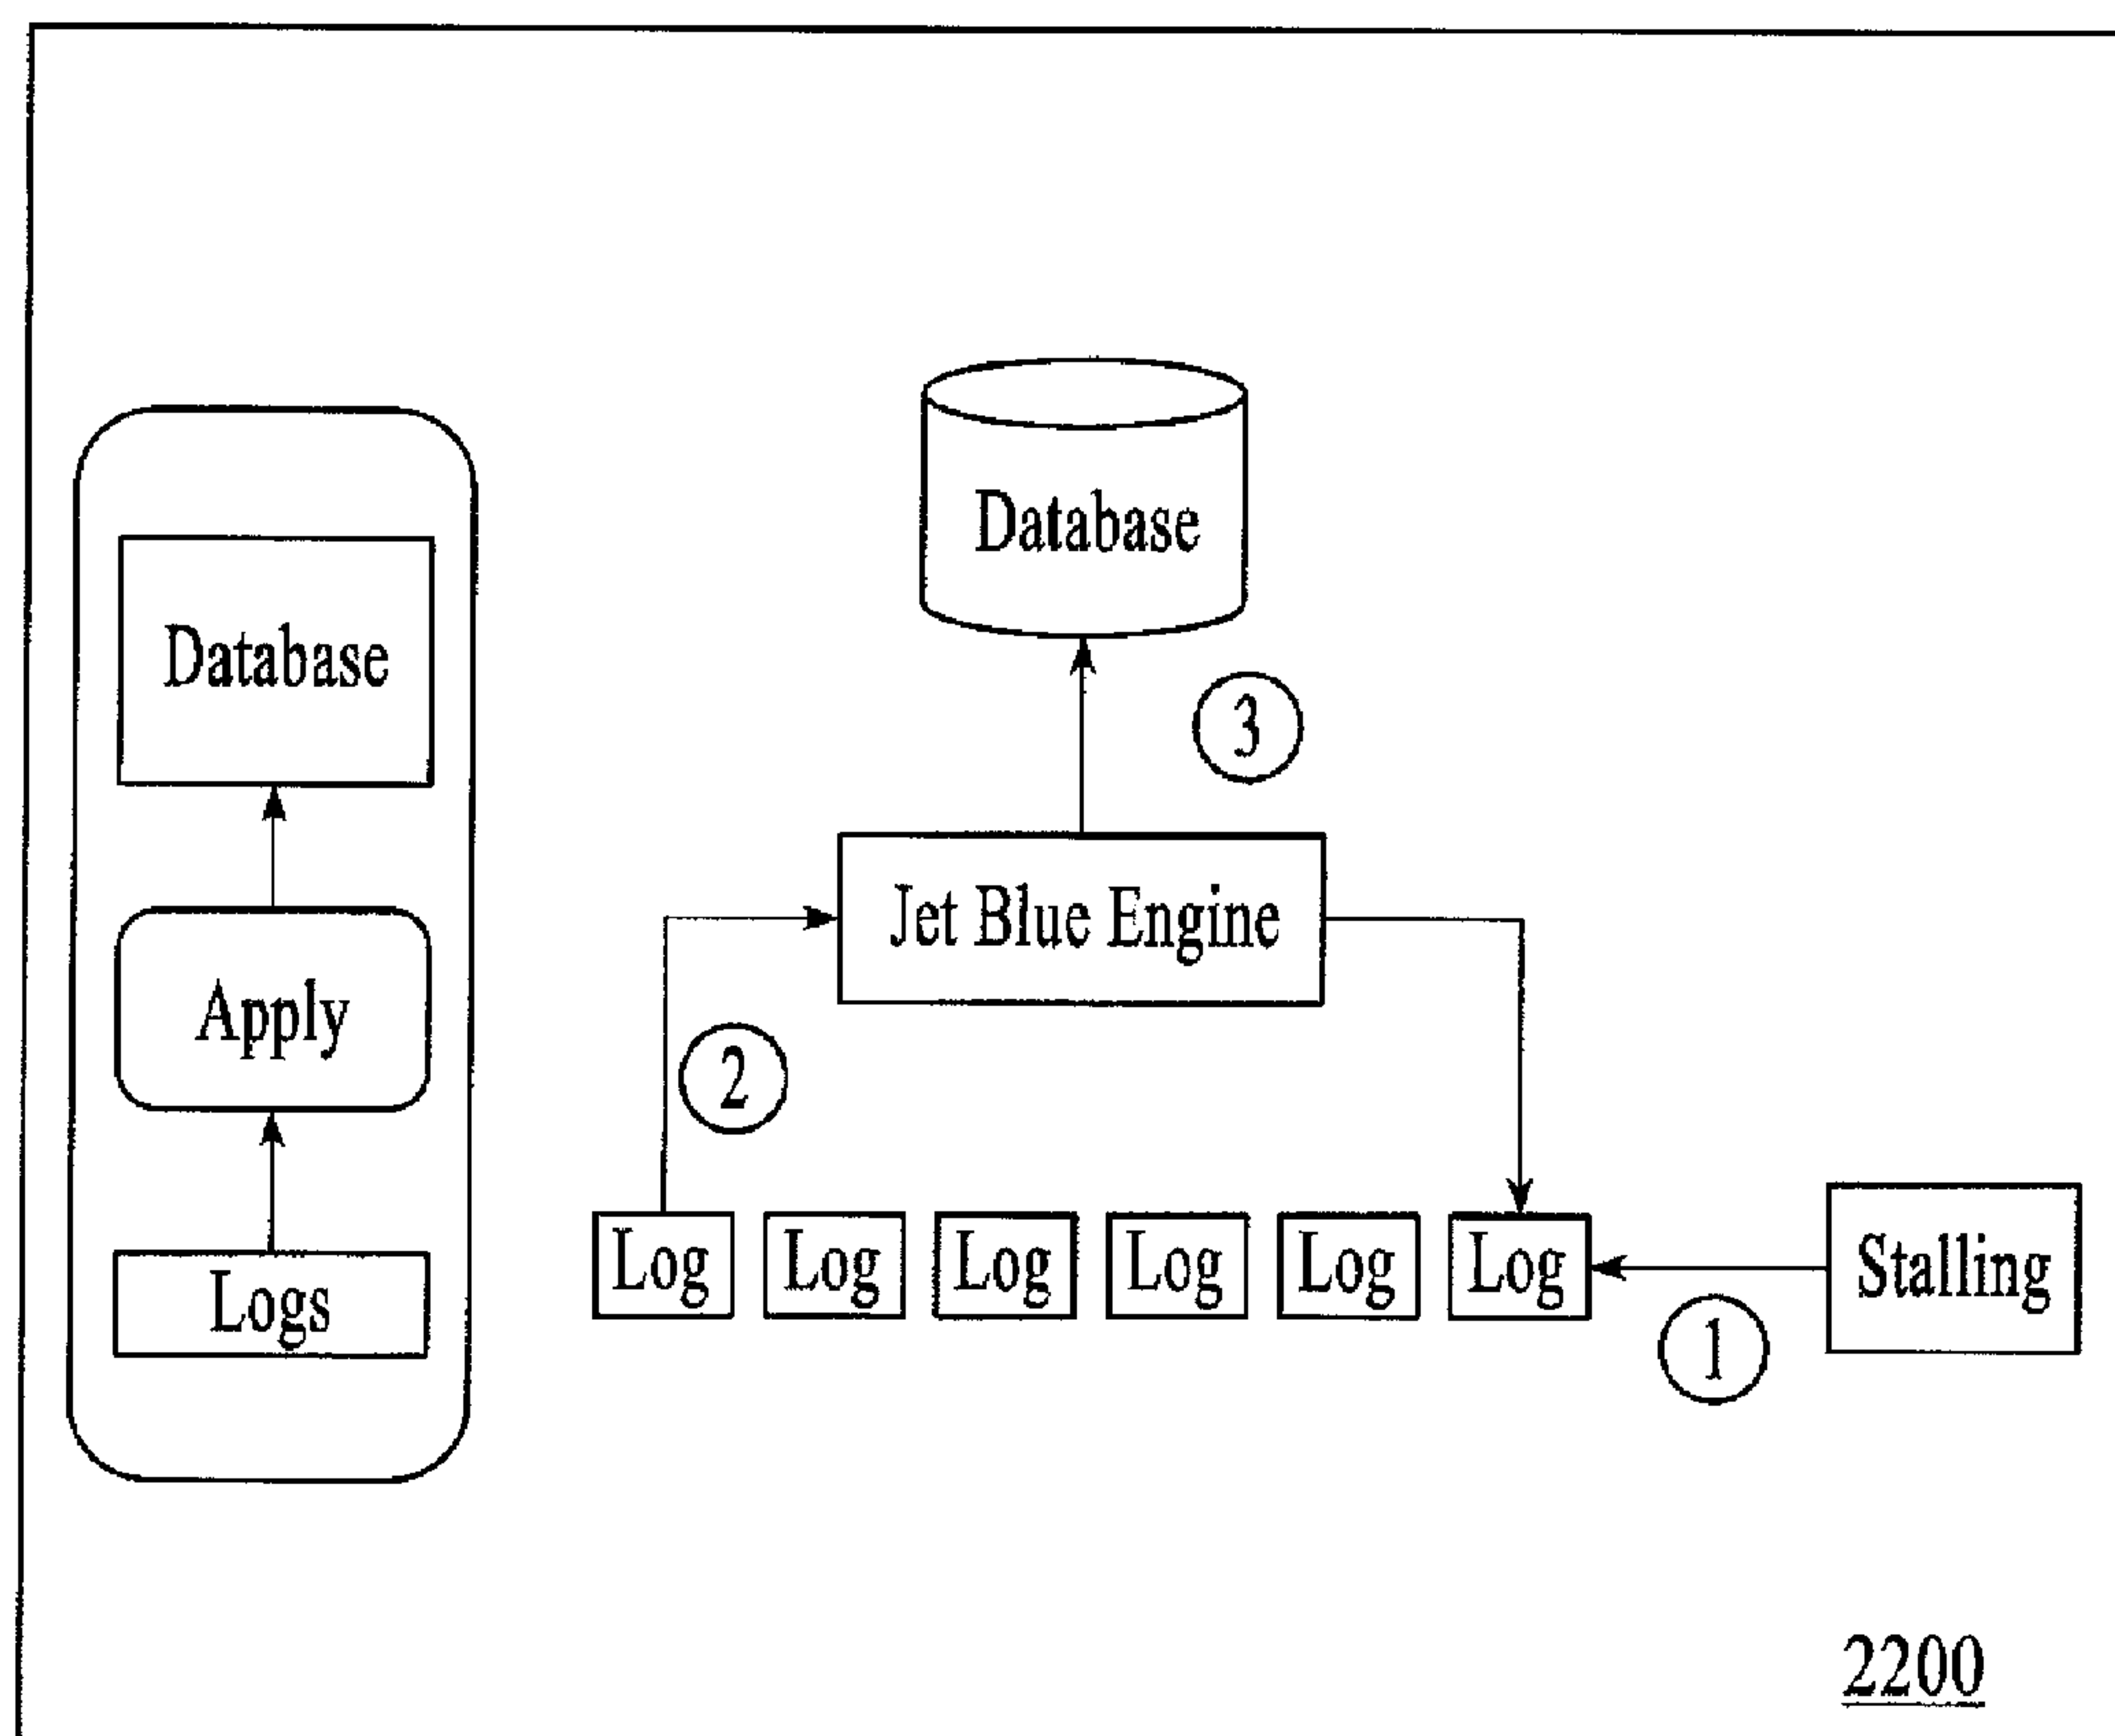 Database
Apply
Logs
Database
3
Jet Blue Engine
2
Log Log Log Log Log Log
Stalling
1
2200